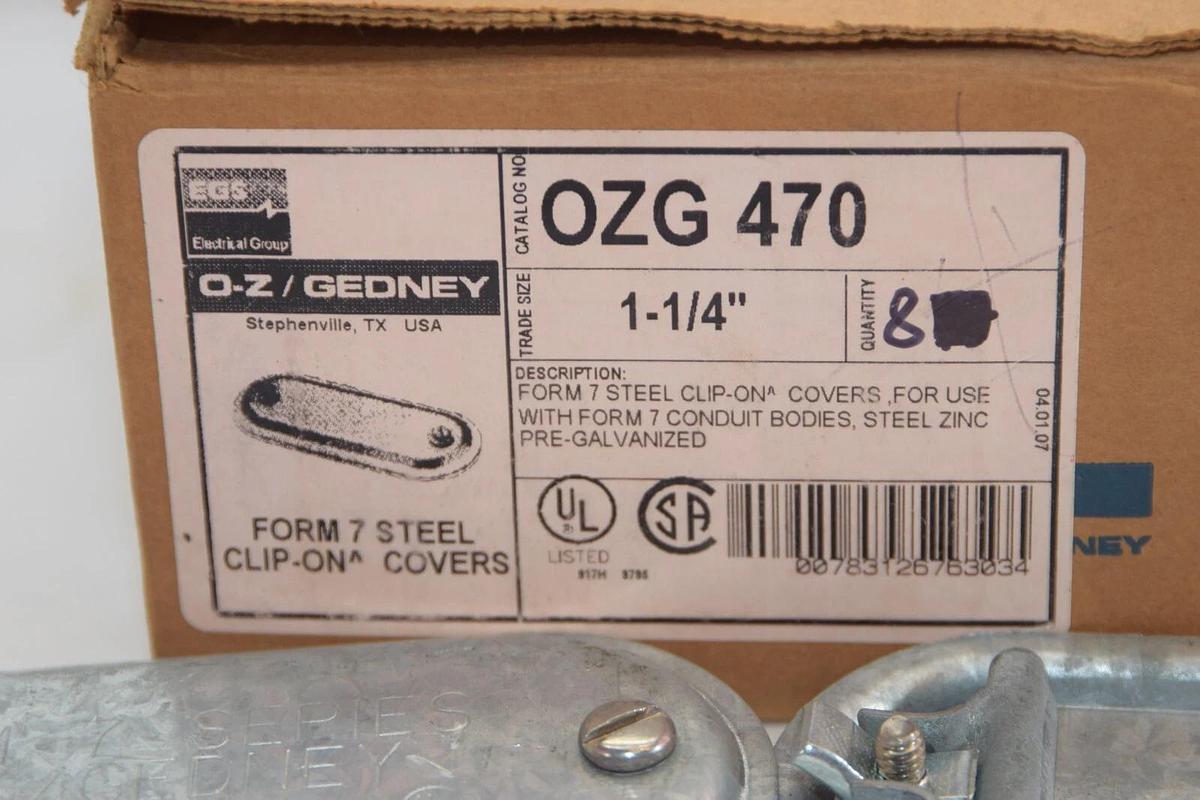 EGS
Electrical Group
O-Z / GEDNEY
Stephenville, TX USA
FORM 7 STEEL
CLIP-ON^ COVERS
CATALOG NO
OZG 470
TRADE SIZE
1-1/4"
QUANTITY
8
DESCRIPTION:
FORM 7 STEEL CLIP-ON^ COVERS ,FOR USE
WITH FORM 7 CONDUIT BODIES, STEEL ZINC
PRE-GALVANIZED
04.01.07
UL
LISTED
917H 9795
SA
00783126763034
NEY
SERIES